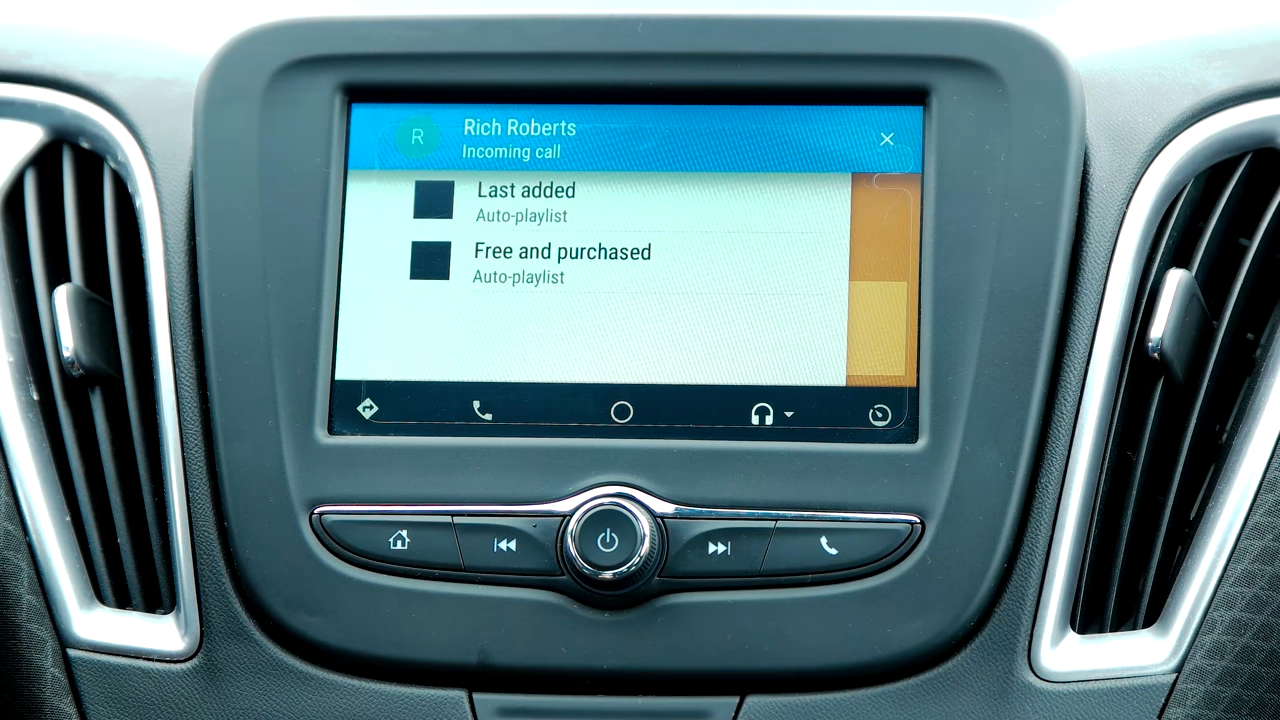 R
Rich Roberts
Incoming call
Last added
Auto-playlist
Free and purchased
Auto-playlist